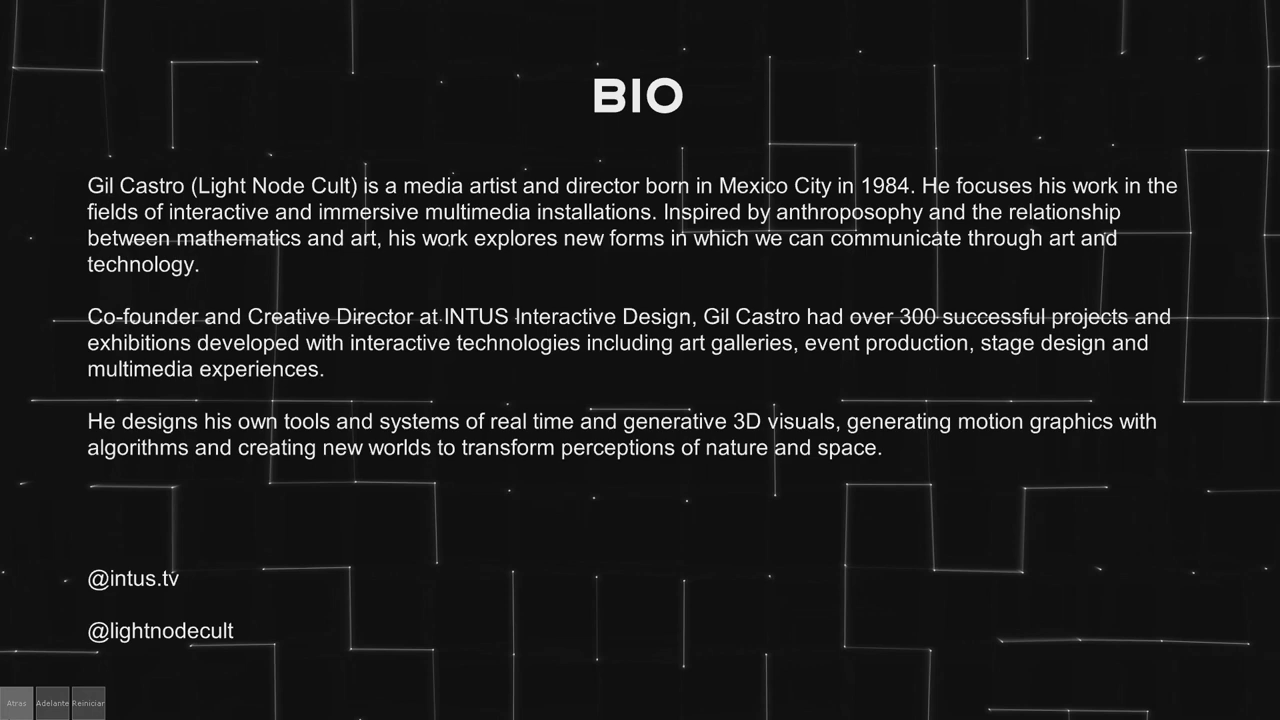 BIO
Gil Castro (Light Node Cult) is a media artist and director born in Mexico City in 1984. He focuses his work in the
fields of interactive and immersive multimedia installations. Inspired by anthroposophy and the relationship
between mathematics and art, his work explores new forms in which we can communicate through art and
technology.
Co-founder and Creative Director at INTUS Interactive Design, Gil Castro had over 300 successful projects and
exhibitions developed with interactive technologies including art galleries, event production, stage design and
multimedia experiences.
He designs his own tools and systems of real time and generative 3D visuals, generating motion graphics with
algorithms and creating new worlds to transform perceptions of nature and space.
@intus.tv
@lightnodecult
Atras Adelante Reiniciar